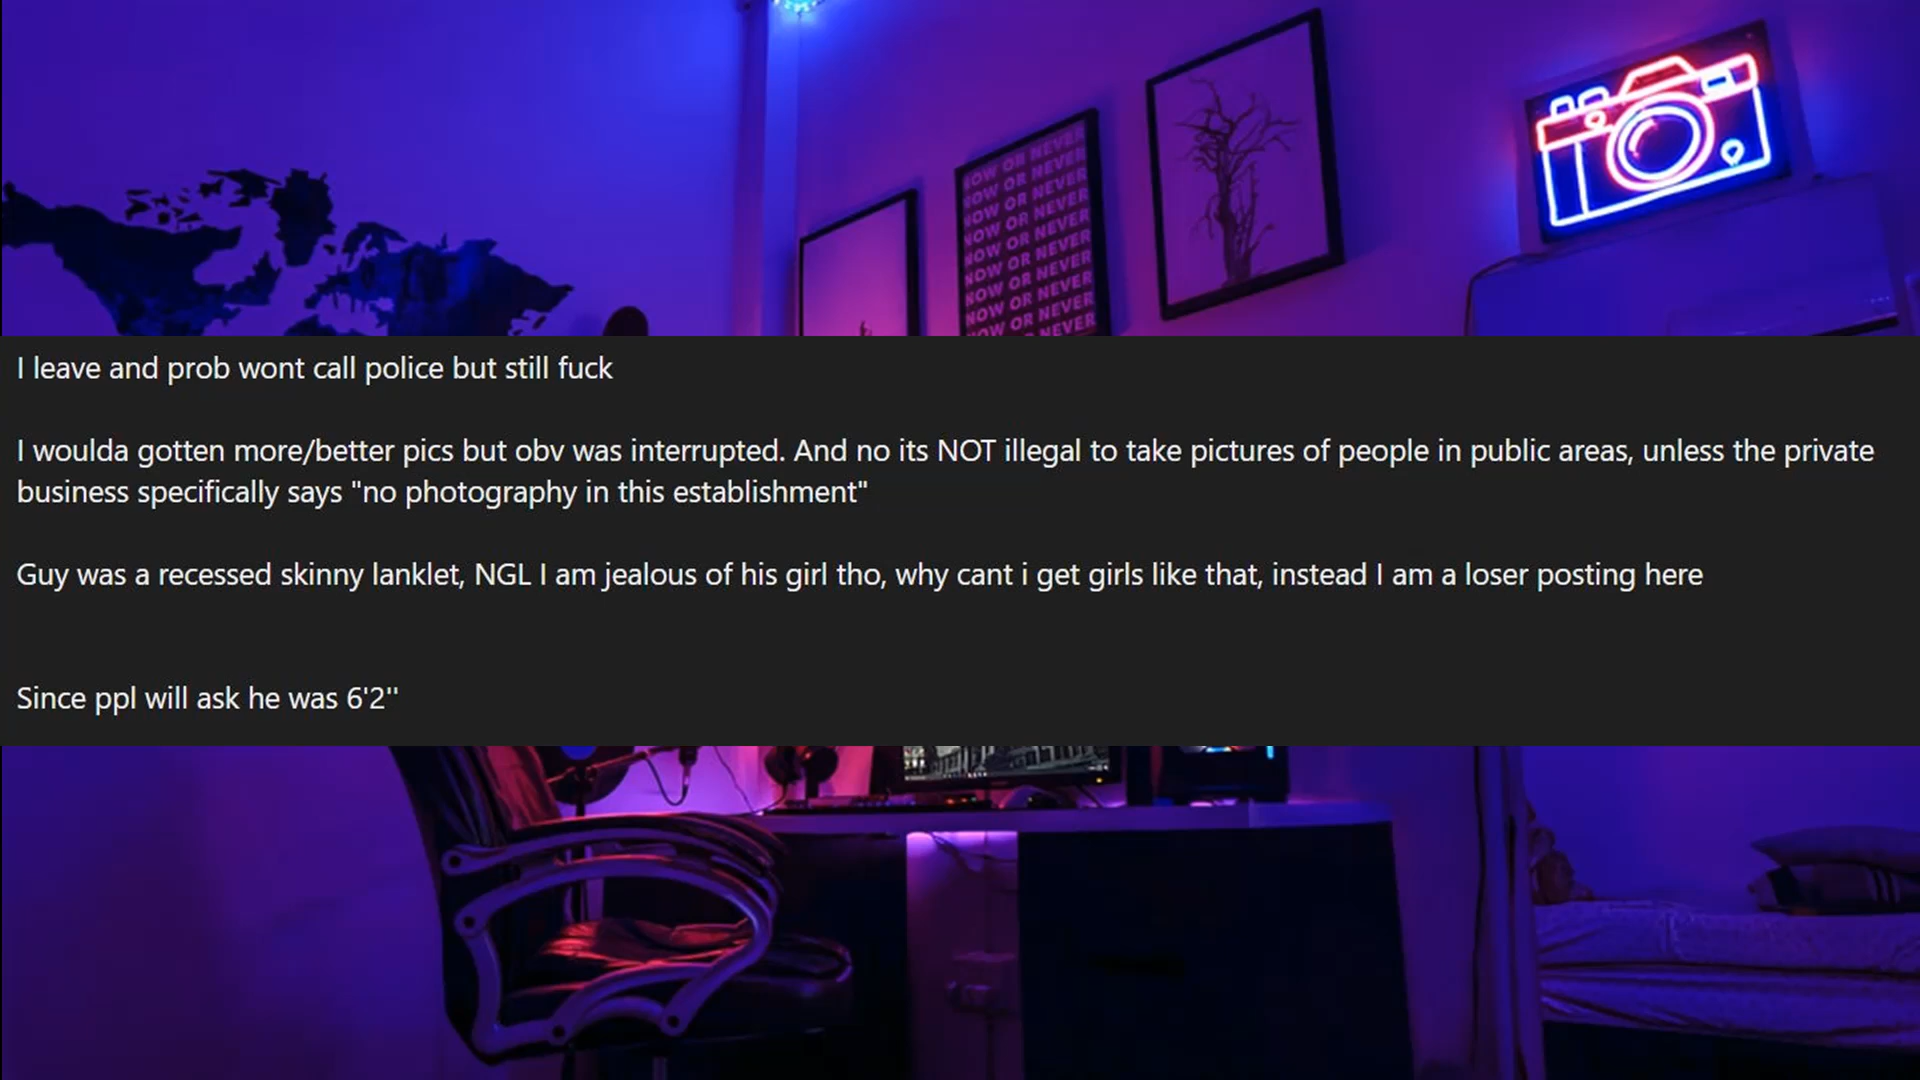 NOW OR NEVER
NOW OR NEVER
NOW OR NEVER
NOW OR NEVER
NOW OR NEVER
NOW OR NEVER
NOW OR NEVER
NOW OR NEVER
NOW OR NEVER
I leave and prob wont call police but still fuck
I woulda gotten more/better pics but obv was interrupted. And no its NOT illegal to take pictures of people in public areas, unless the private
business specifically says "no photography in this establishment"
Guy was a recessed skinny lanklet, NGL I am jealous of his girl tho, why cant i get girls like that, instead I am a loser posting here
Since ppl will ask he was 6'2''